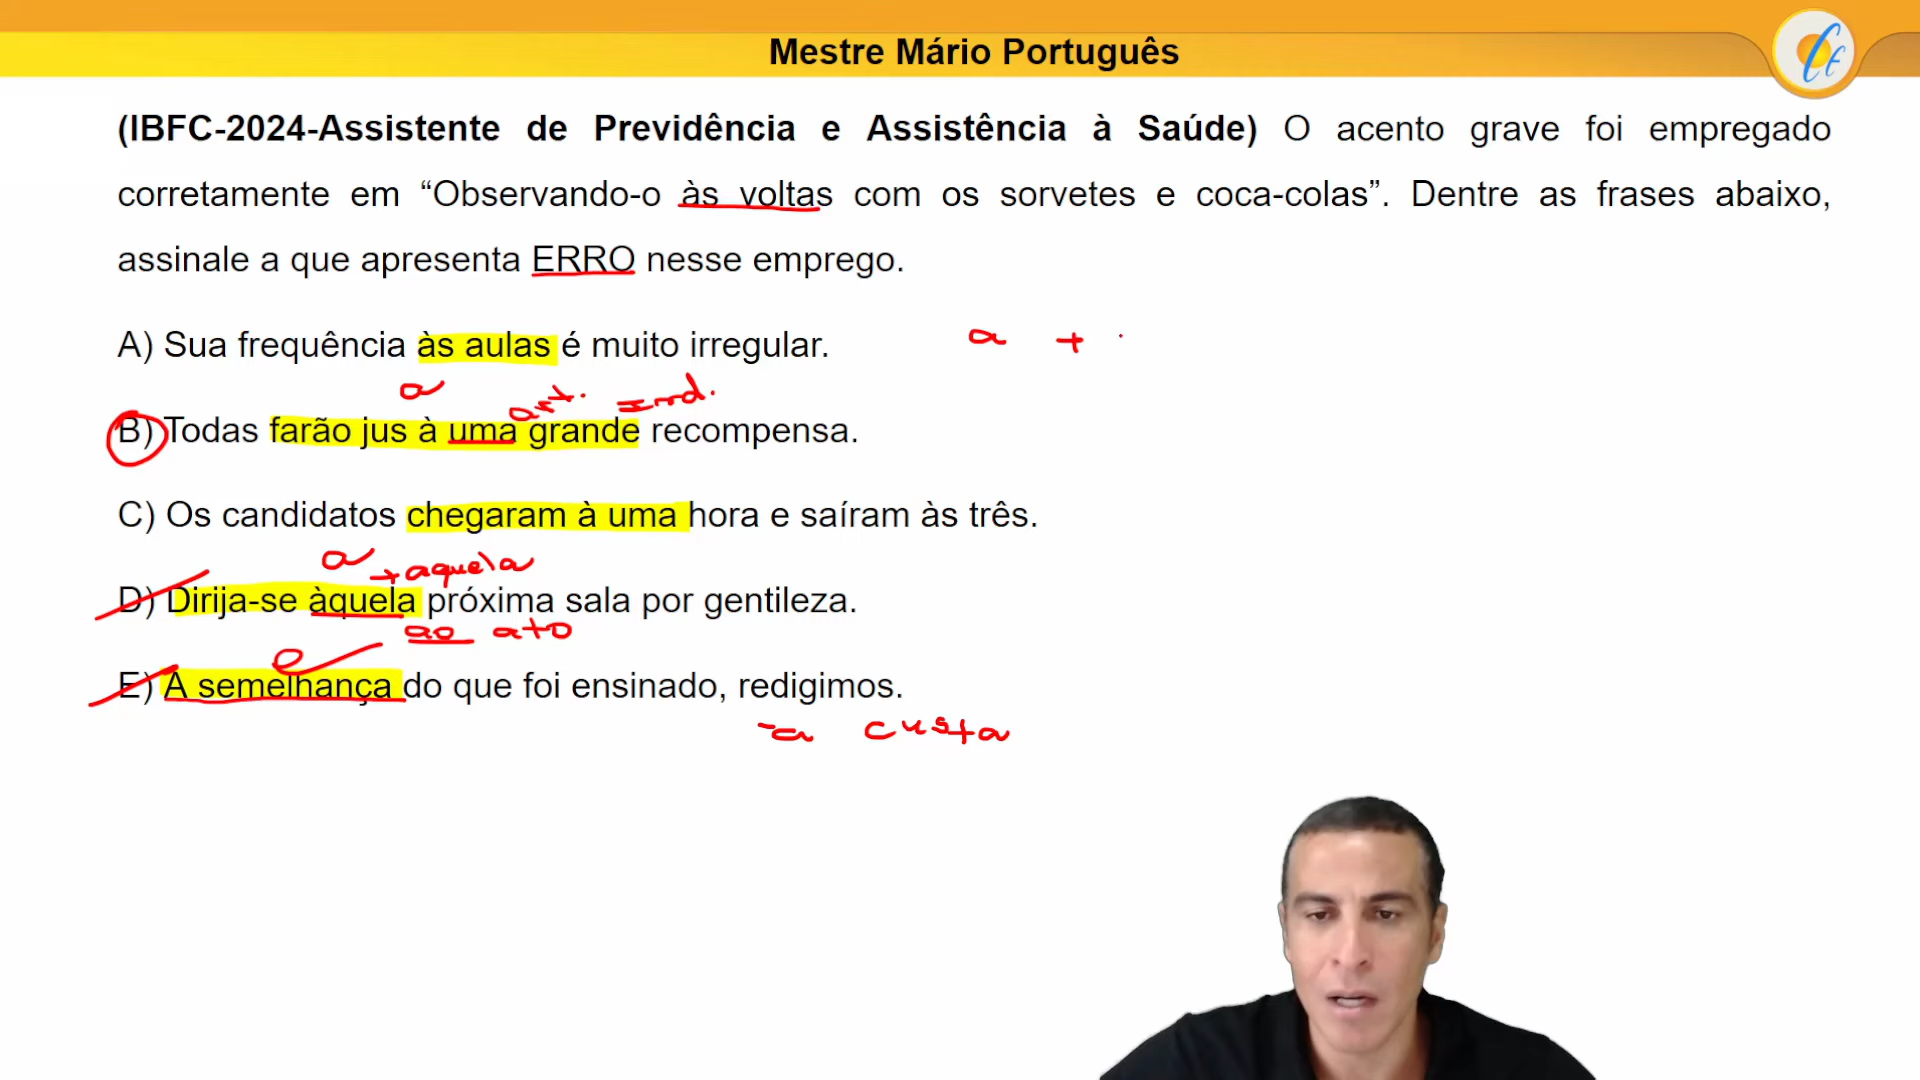 Mestre Mário Português
(IBFC-2024-Assistente de Previdência e Assistência à Saúde) O acento grave foi empregado
corretamente em “Observando-o às voltas com os sorvetes e coca-colas”. Dentre as frases abaixo,
assinale a que apresenta ERRO nesse emprego.
A) Sua frequência às aulas é muito irregular.
a +
a art. ind.
B) Todas farão jus à uma grande recompensa.
C) Os candidatos chegaram à uma hora e saíram às três.
a + aquela
D) Dirija-se àquela próxima sala por gentileza.
ao ato
E) À semelhança do que foi ensinado, redigimos.
à custa